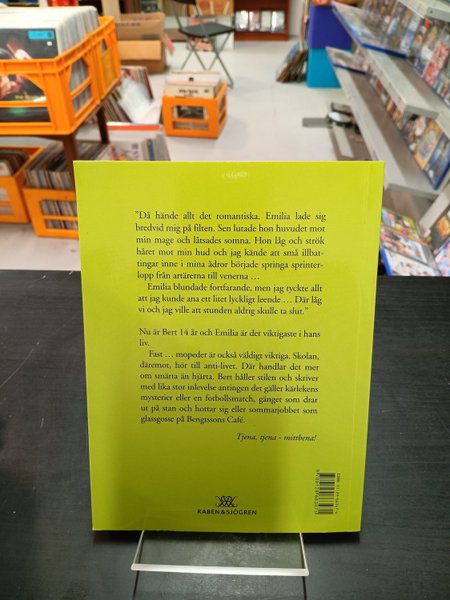 "Då hände allt det romantiska. Emilia lade sig
bredvid mig på filten. Sen lutade hon huvudet mot
min mage och låtsades somna. Hon låg och strök
håret mot min hud och jag kände att små illbat-
tingar inne i mina ådror började springa sprinter-
lopp från artärerna till venerna …
Emilia blundade fortfarande, men jag tyckte allt
att jag kunde ana ett litet lyckligt leende … Där låg
vi och jag ville att stunden aldrig skulle ta slut."
Nu är Bert 14 år och Emilia är det viktigaste i hans
liv.
Fast … mopeder är också väldigt viktiga. Skolan,
däremot, hör till anti-livet. Där handlar det mer
om smärta än hjärta. Bert håller stilen och skriver
med lika stor inlevelse antingen det gäller kärlekens
mysterier eller en fotbollsmatch, gänget som drar
ut på stan och hottar sig eller sommarjobbet som
glassgosse på Bengtssons Café.
Tjena, tjena - mittbena!
RABÉN & SJÖGREN